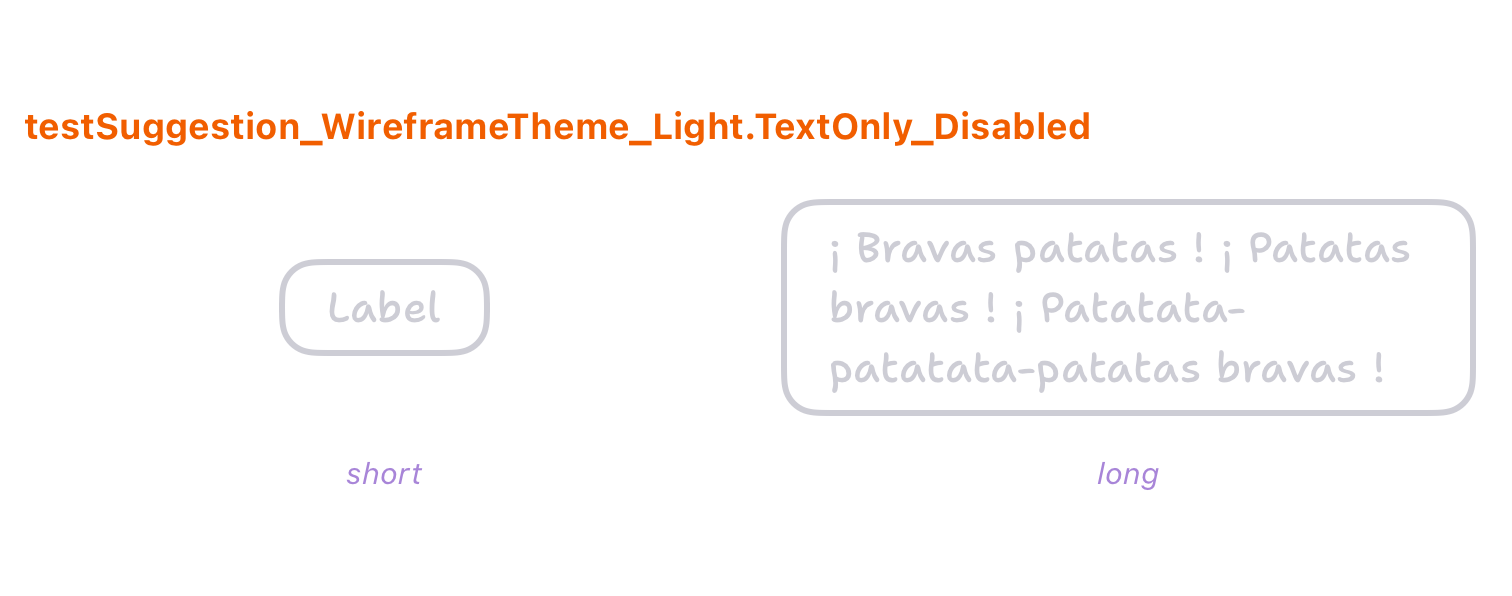 testSuggestion_WireframeTheme_Light.TextOnly_Disabled
Label
¡ Bravas patatas ! ¡ Patatas
bravas ! ¡ Patatata-
patatata-patatas bravas !
short
long